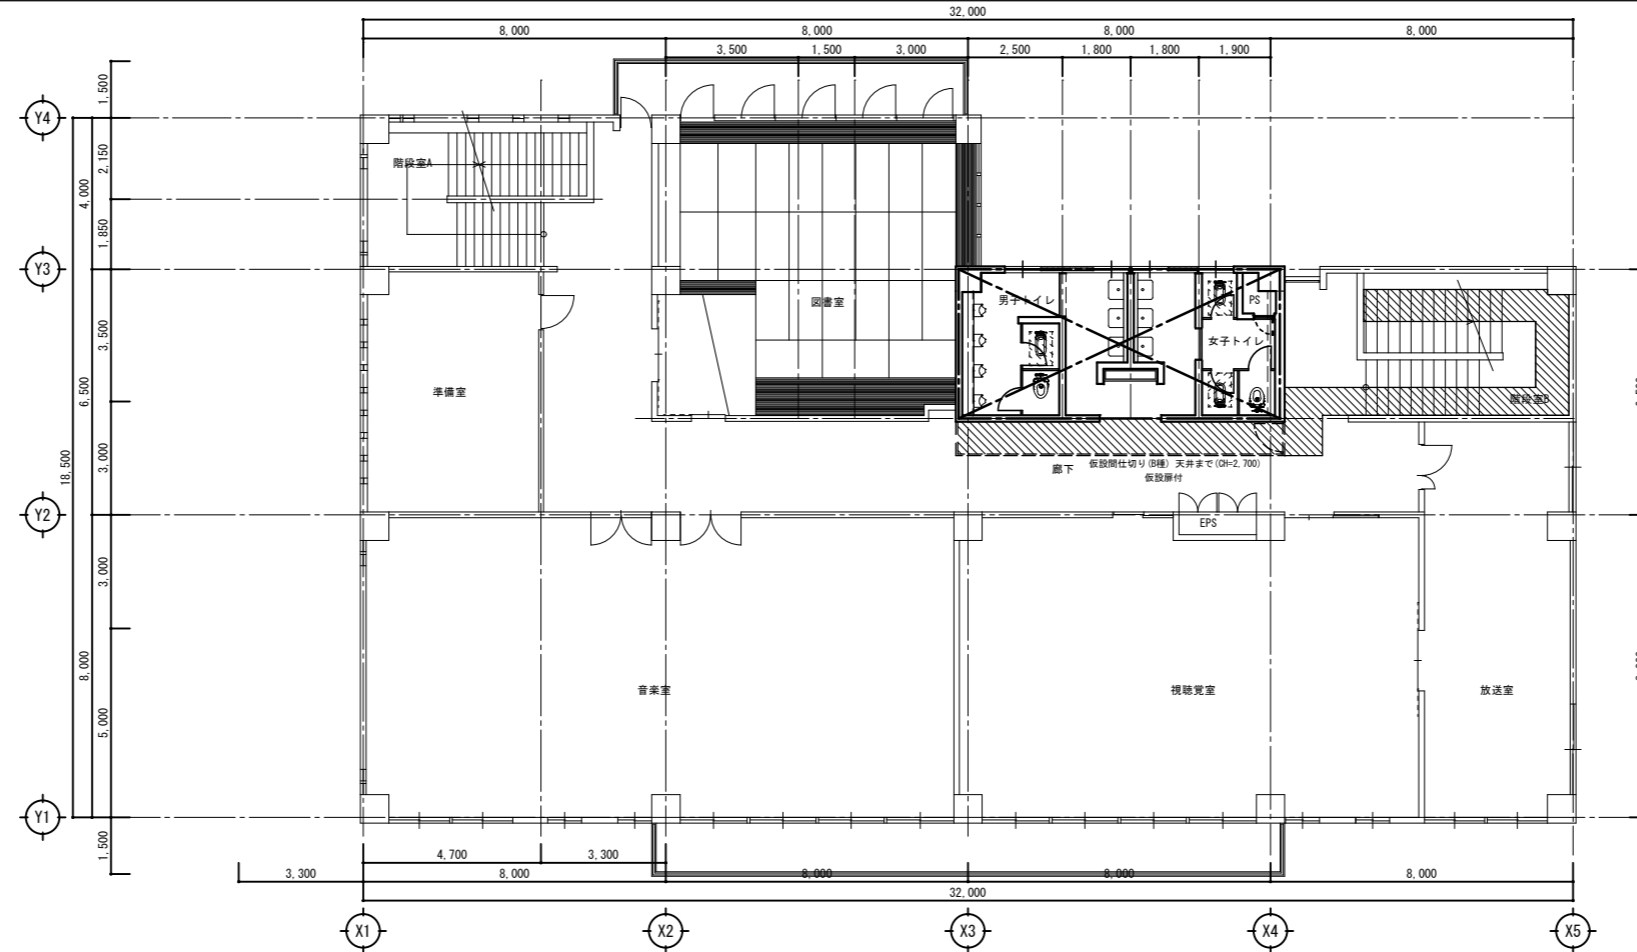 32,000
8,000
8,000
8,000
8,000
3,500
1,500
3,000
2,500
1,800
1,800
1,900
1,500
Y4
2,150
4,000
1,850
Y3
3,500
6,500
3,000
18,500
Y2
3,000
8,000
5,000
Y1
1,500
階段室A
図書室
男子トイレ
PS
女子トイレ
準備室
階段室B
廊下
仮設間仕切り(B種) 天井まで(CH=2,700)
仮設扉付
EPS
音楽室
視聴覚室
放送室
4,700
3,300
3,300
8,000
8,000
8,000
8,000
32,000
X1
X2
X3
X4
X5